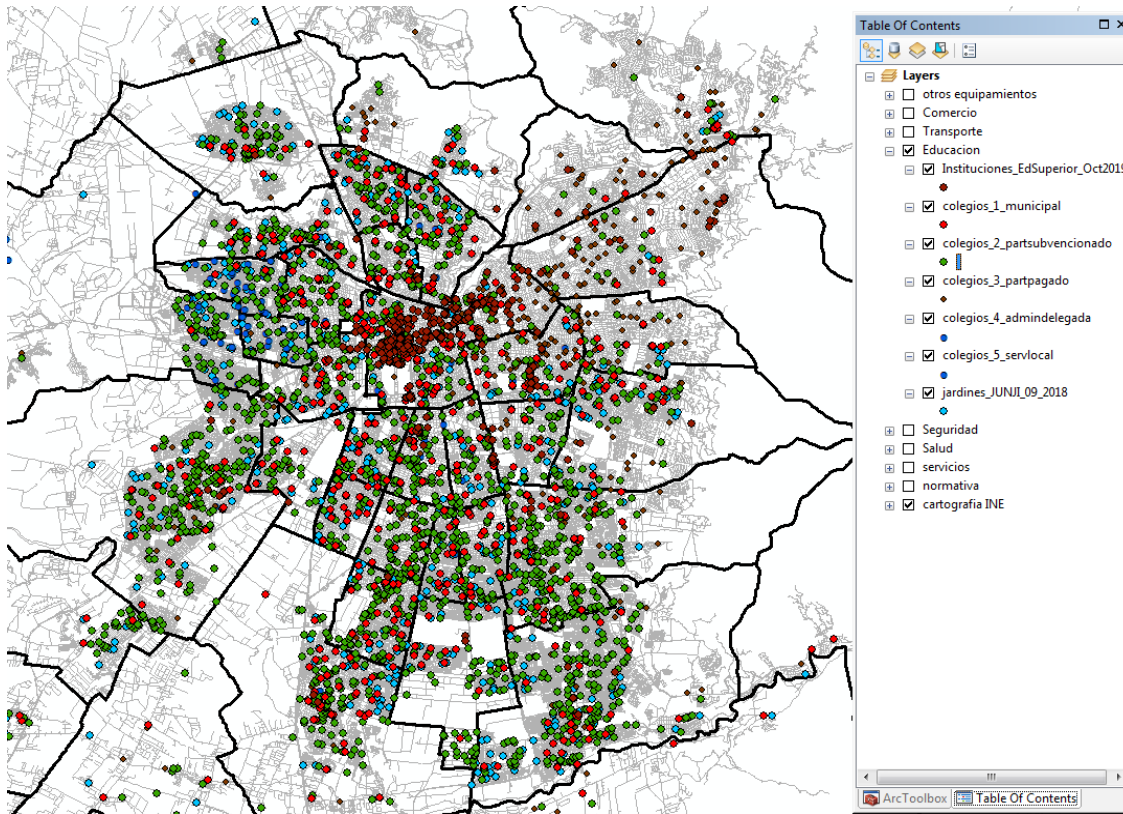 Table Of Contents
Layers
otros equipamientos
Comercio
Transporte
Educacion
Instituciones_EdSuperior_Oct2019
colegios_1_municipal
colegios_2_partsubvencionado
colegios_3_partpagado
colegios_4_admindelegada
colegios_5_servlocal
jardines_JUNJI_09_2018
Seguridad
Salud
servicios
normativa
cartografia INE
ArcToolbox Table Of Contents